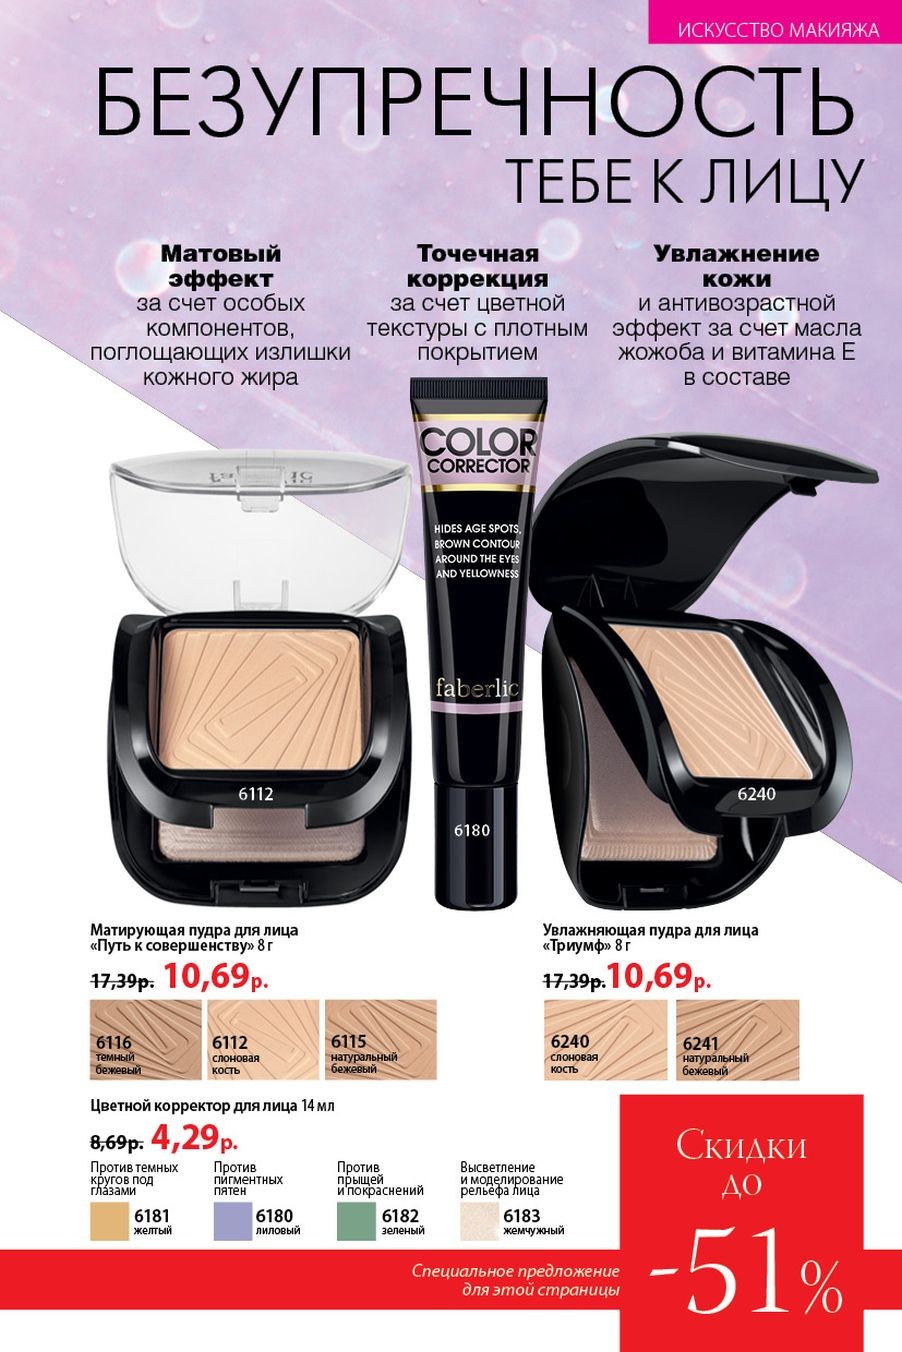 ИСКУССТВО МАКИЯЖА
БЕЗУПРЕЧНОСТЬ
ТЕБЕ К ЛИЦУ
Матовый
эффект
за счет особых
компонентов,
поглощающих излишки
кожного жира
Точечная
коррекция
за счет цветной
текстуры с плотным
покрытием
Увлажнение
кожи
и антивозрастной
эффект за счет масла
жожоба и витамина Е
в составе
faberlic
COLOR
CORRECTOR
HIDES AGE SPOTS,
BROWN CONTOUR
AROUND THE EYES
AND YELLOWNESS
faberlic
6112
6180
6240
Матирующая пудра для лица
«Путь к совершенству» 8 г
17,39р. 10,69р.
6116
темный
бежевый
6112
слоновая
кость
6115
натуральный
бежевый
Увлажняющая пудра для лица
«Триумф» 8 г
17,39р. 10,69р.
6240
слоновая
кость
6241
натуральный
бежевый
Цветной корректор для лица 14 мл
8,69р. 4,29р.
Против темных
кругов под
глазами
6181
желтый
Против
пигментных
пятен
6180
лиловый
Против
прыщей
и покраснений
6182
зеленый
Высветление
и моделирование
рельефа лица
6183
жемчужный
Специальное предложение
для этой страницы
Скидки
до
-51%